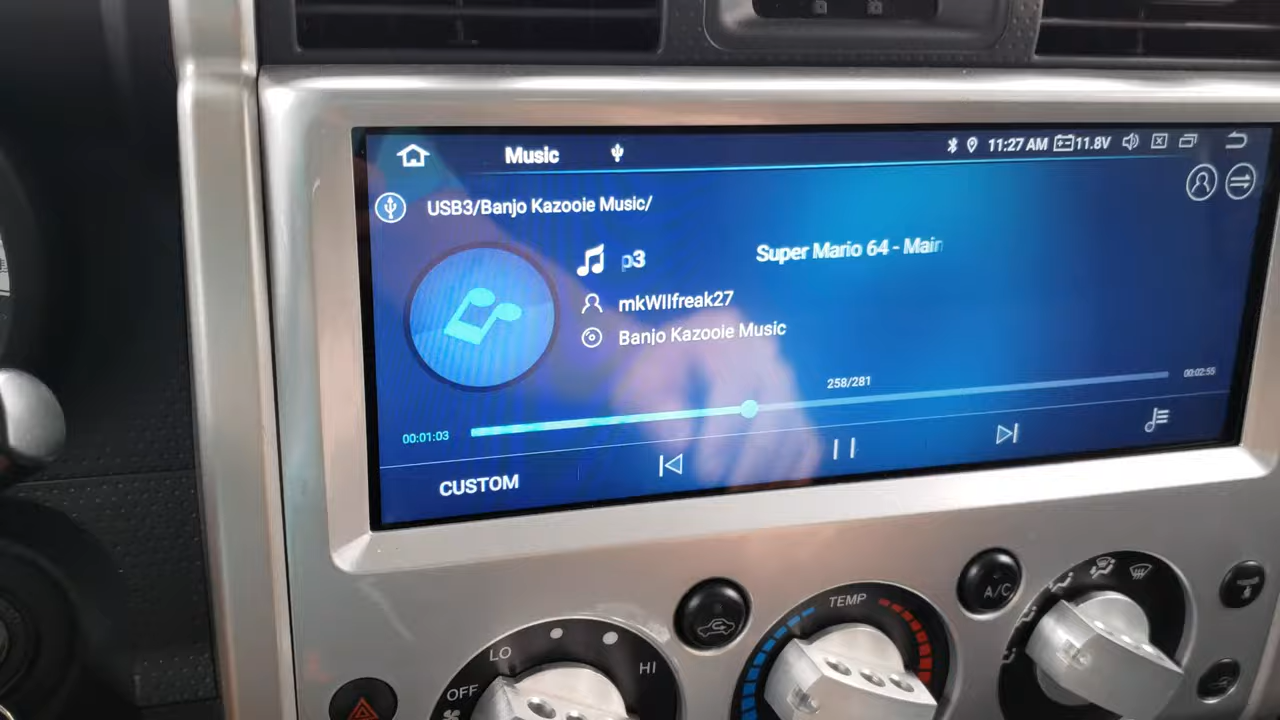 Music
11:27 AM 11.8V
USB3/Banjo Kazooie Music/
p3 Super Mario 64 - Main
mkWIIfreak27
Banjo Kazooie Music
258/281
00:01:03 00:02:55
CUSTOM
TEMP
A/C
LO
HI
OFF